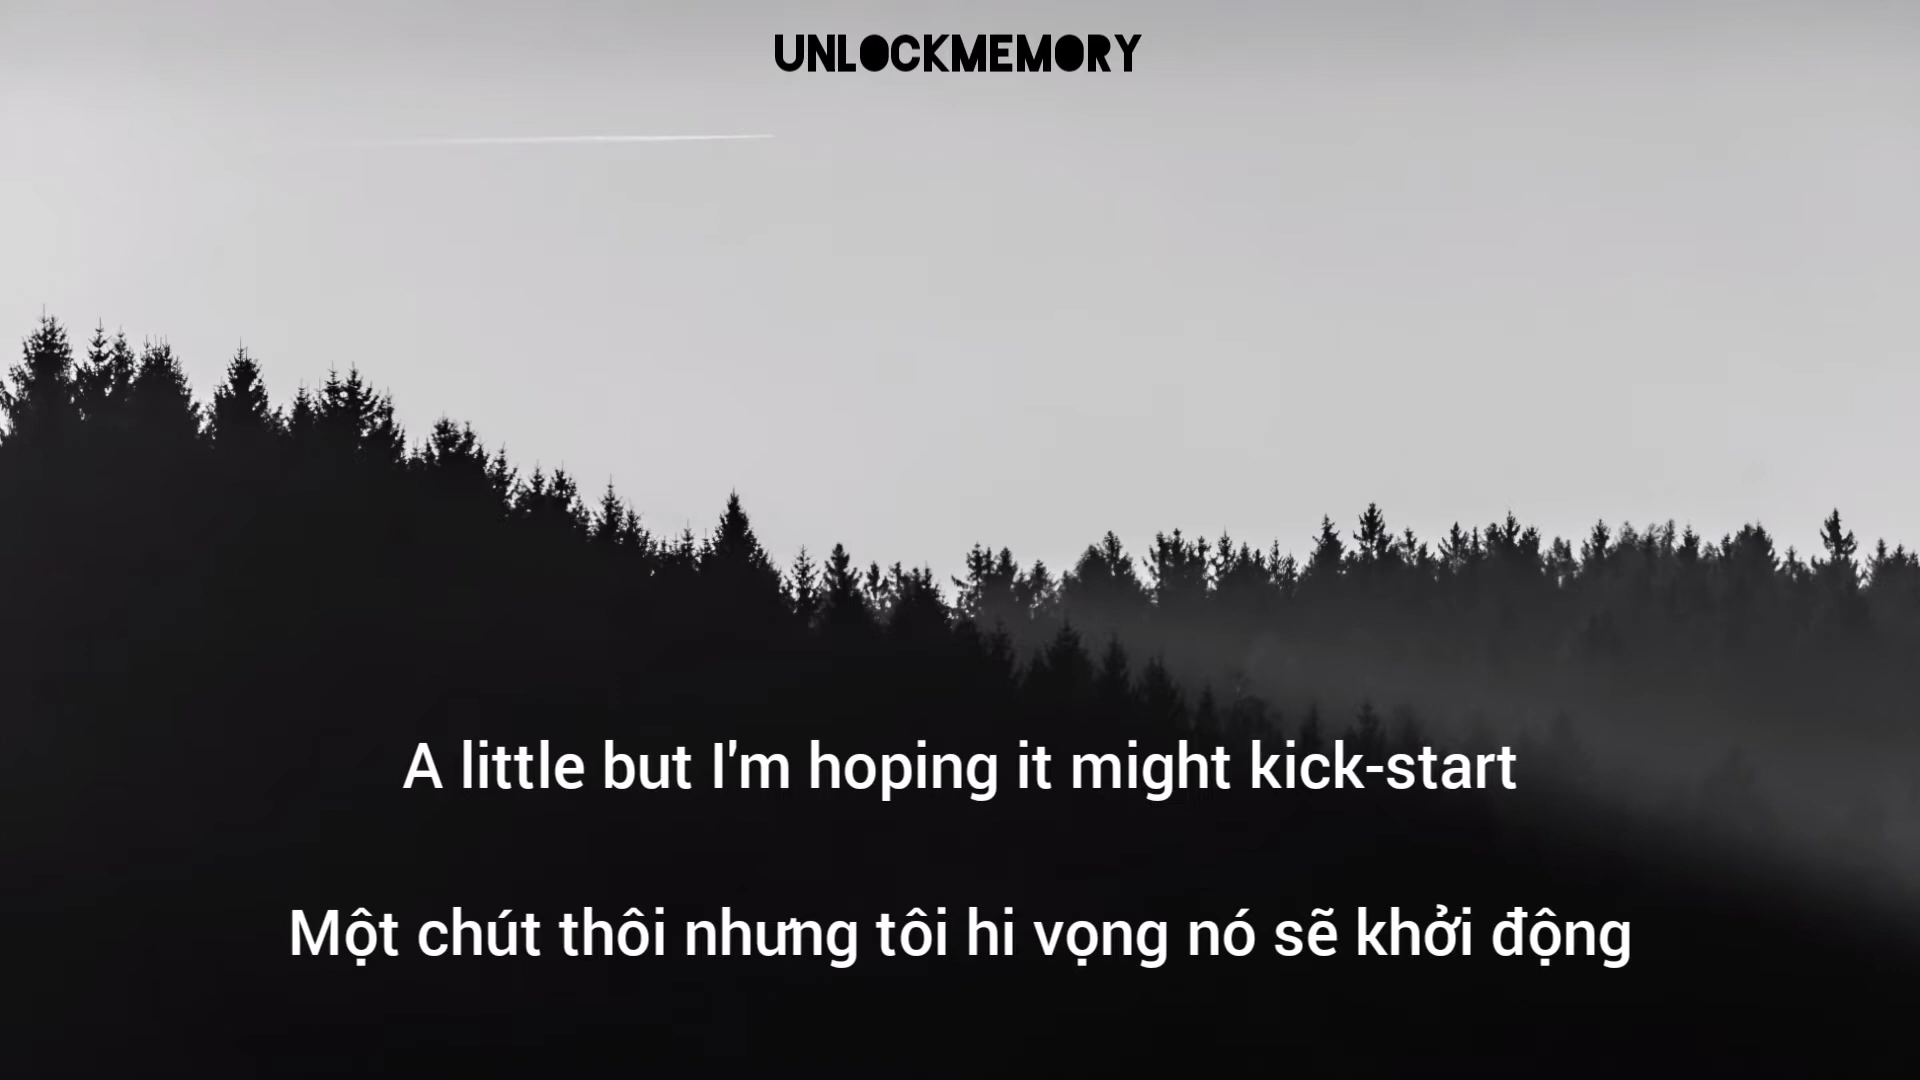 UNLOCKMEMORY
A little but I'm hoping it might kick-start
Một chút thôi nhưng tôi hi vọng nó sẽ khởi động